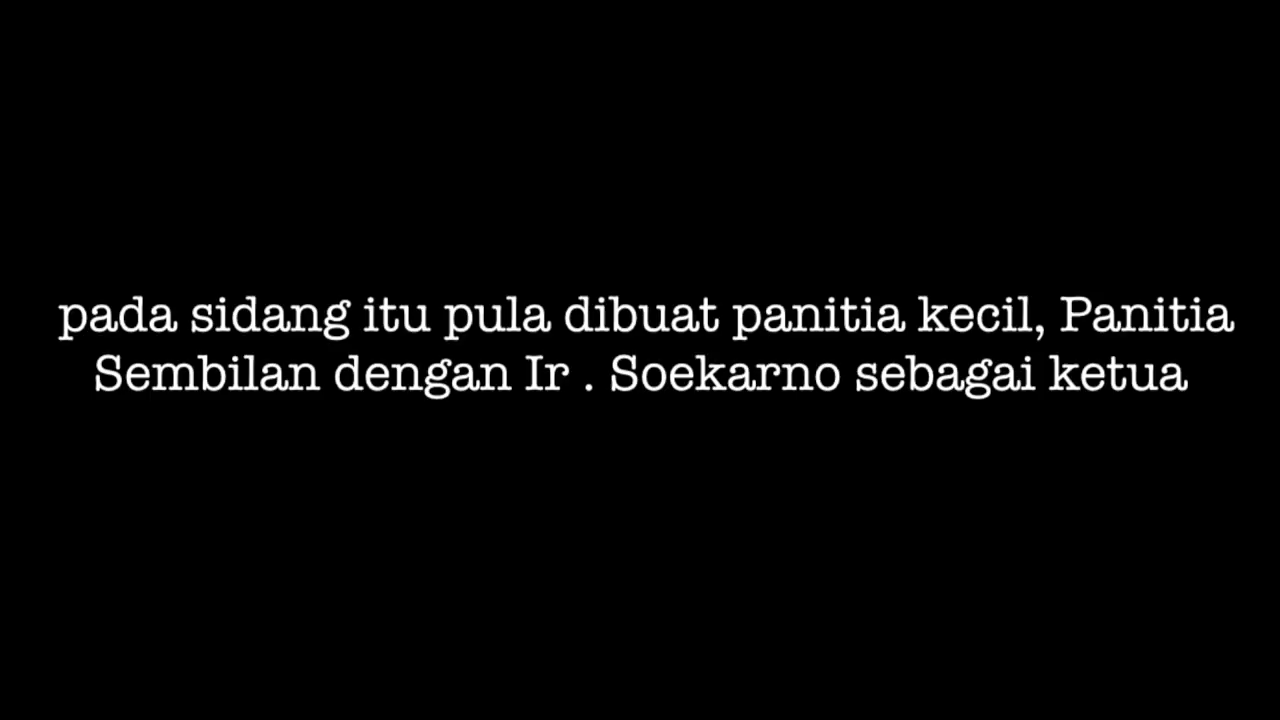 pada sidang itu pula dibuat panitia kecil, Panitia
Sembilan dengan Ir . Soekarno sebagai ketua